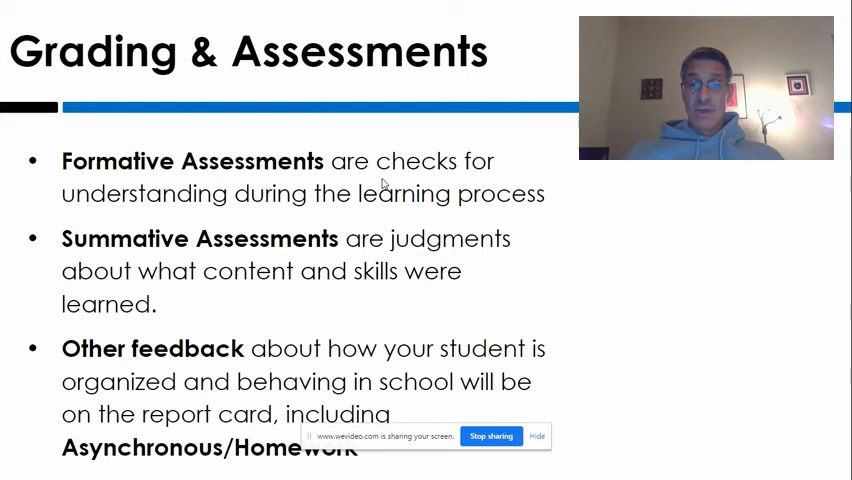 Grading & Assessments
• Formative Assessments are checks for
understanding during the learning process
• Summative Assessments are judgments
about what content and skills were
learned.
• Other feedback about how your student is
organized and behaving in school will be
on the report card, including
www.wevideo.com is sharing your screen. Stop sharing Hide
Asynchronous/Homework